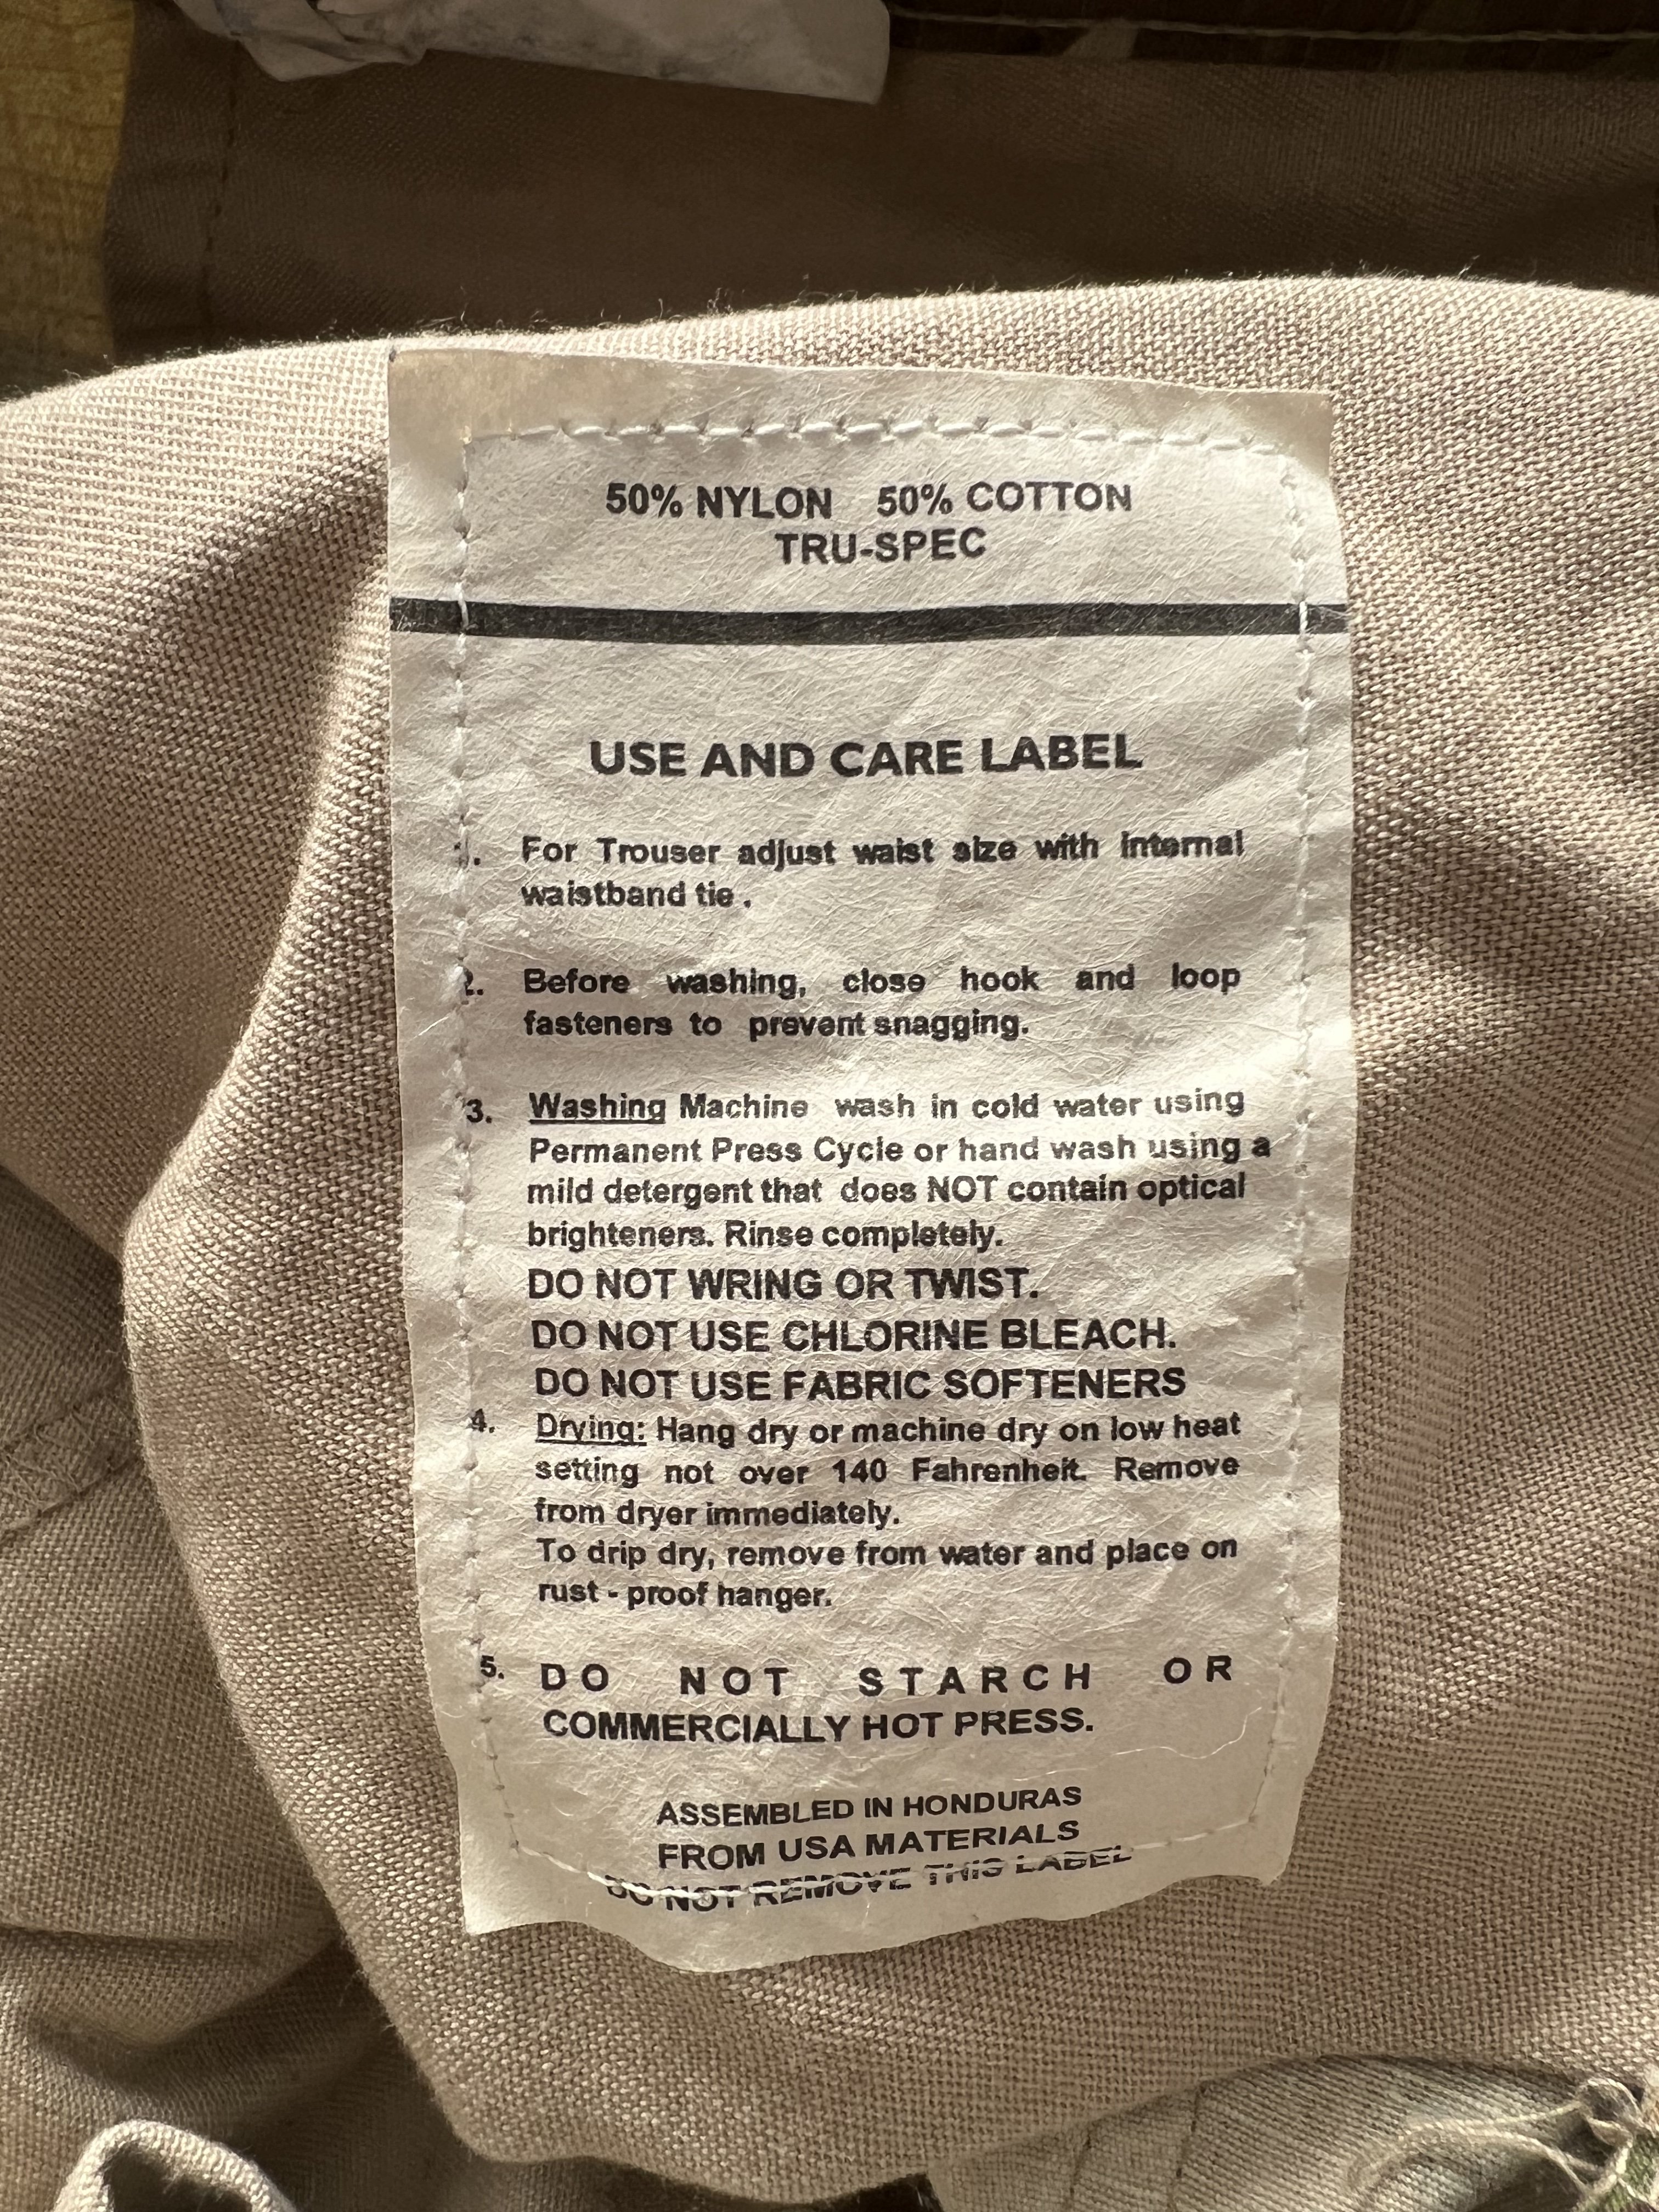 50% NYLON 50% COTTON
TRU-SPEC
USE AND CARE LABEL
1. For Trouser adjust waist size with internal
waistband tie .
2. Before washing, close hook and loop
fasteners to prevent snagging.
3. Washing Machine wash in cold water using
Permanent Press Cycle or hand wash using a
mild detergent that does NOT contain optical
brighteners. Rinse completely.
DO NOT WRING OR TWIST.
DO NOT USE CHLORINE BLEACH.
DO NOT USE FABRIC SOFTENERS
4. Drying: Hang dry or machine dry on low heat
setting not over 140 Fahrenheit. Remove
from dryer immediately.
To drip dry, remove from water and place on
rust - proof hanger.
5. DO NOT STARCH OR
COMMERCIALLY HOT PRESS.
ASSEMBLED IN HONDURAS
FROM USA MATERIALS
DO NOT REMOVE THIS LABEL